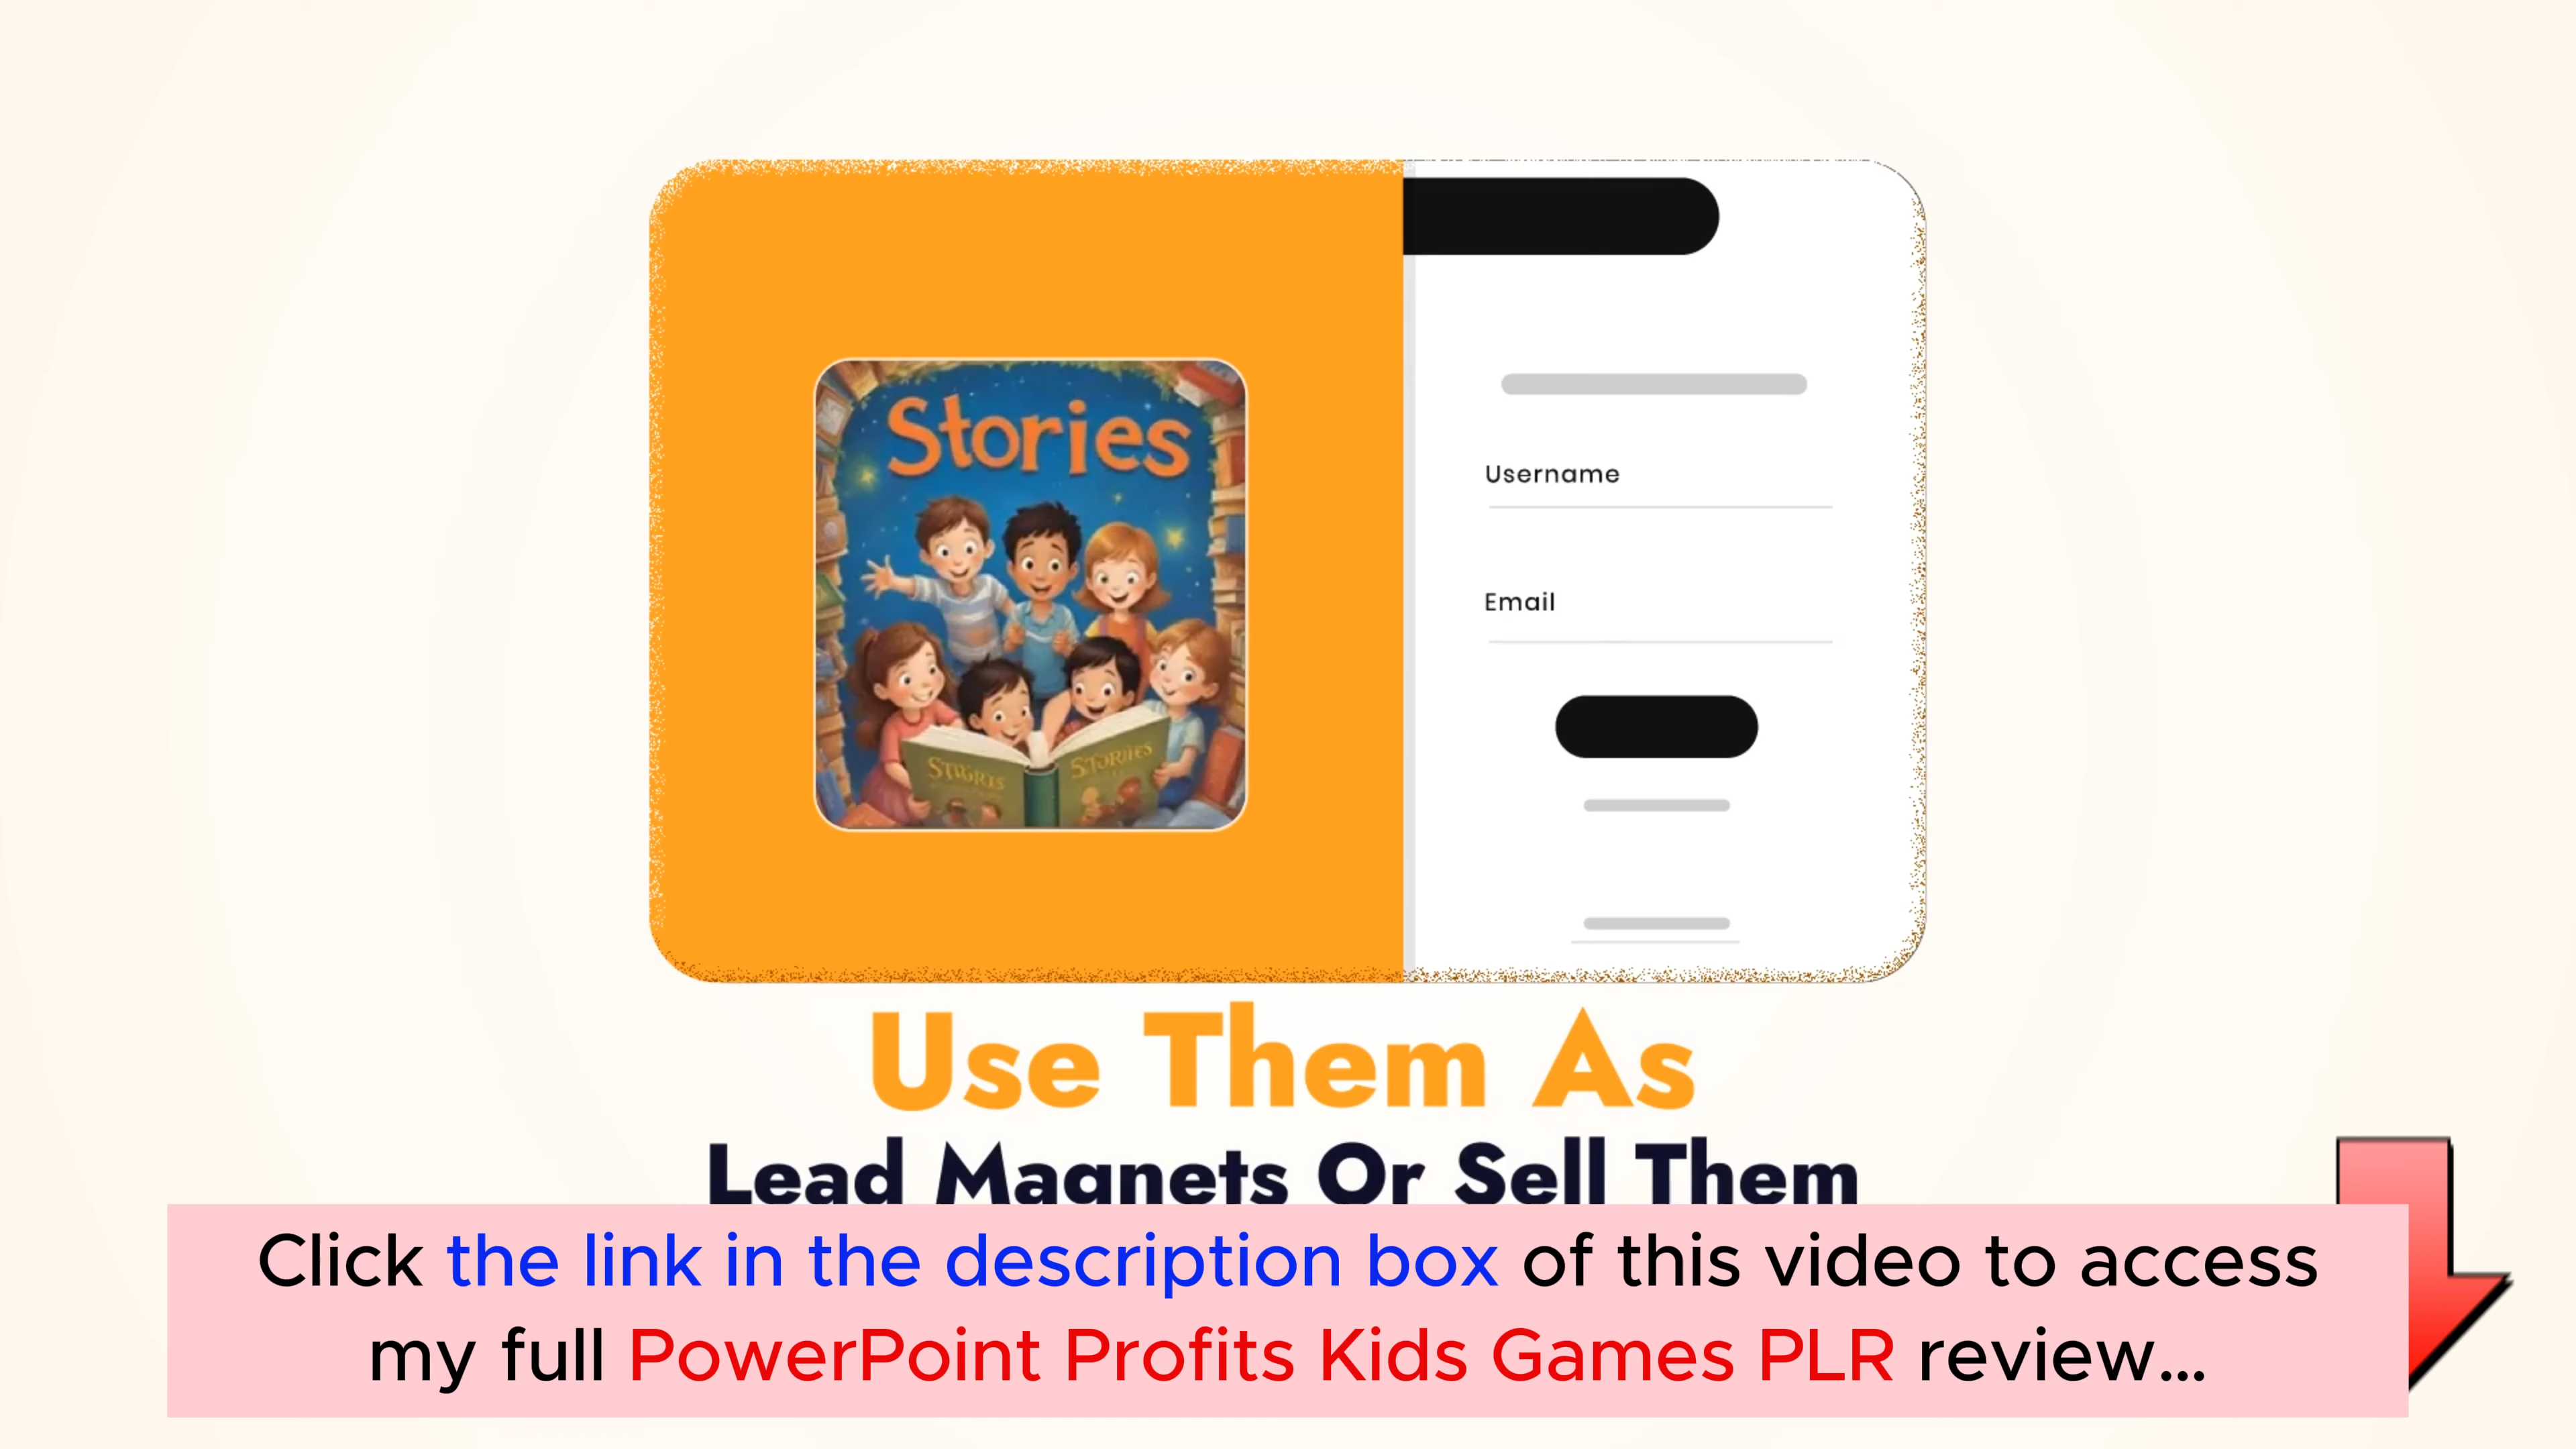 Stories
Username
Email
STORIES
Use Them As
Lead Magnets Or Sell Them
Click the link in the description box of this video to access
my full PowerPoint Profits Kids Games PLR review...